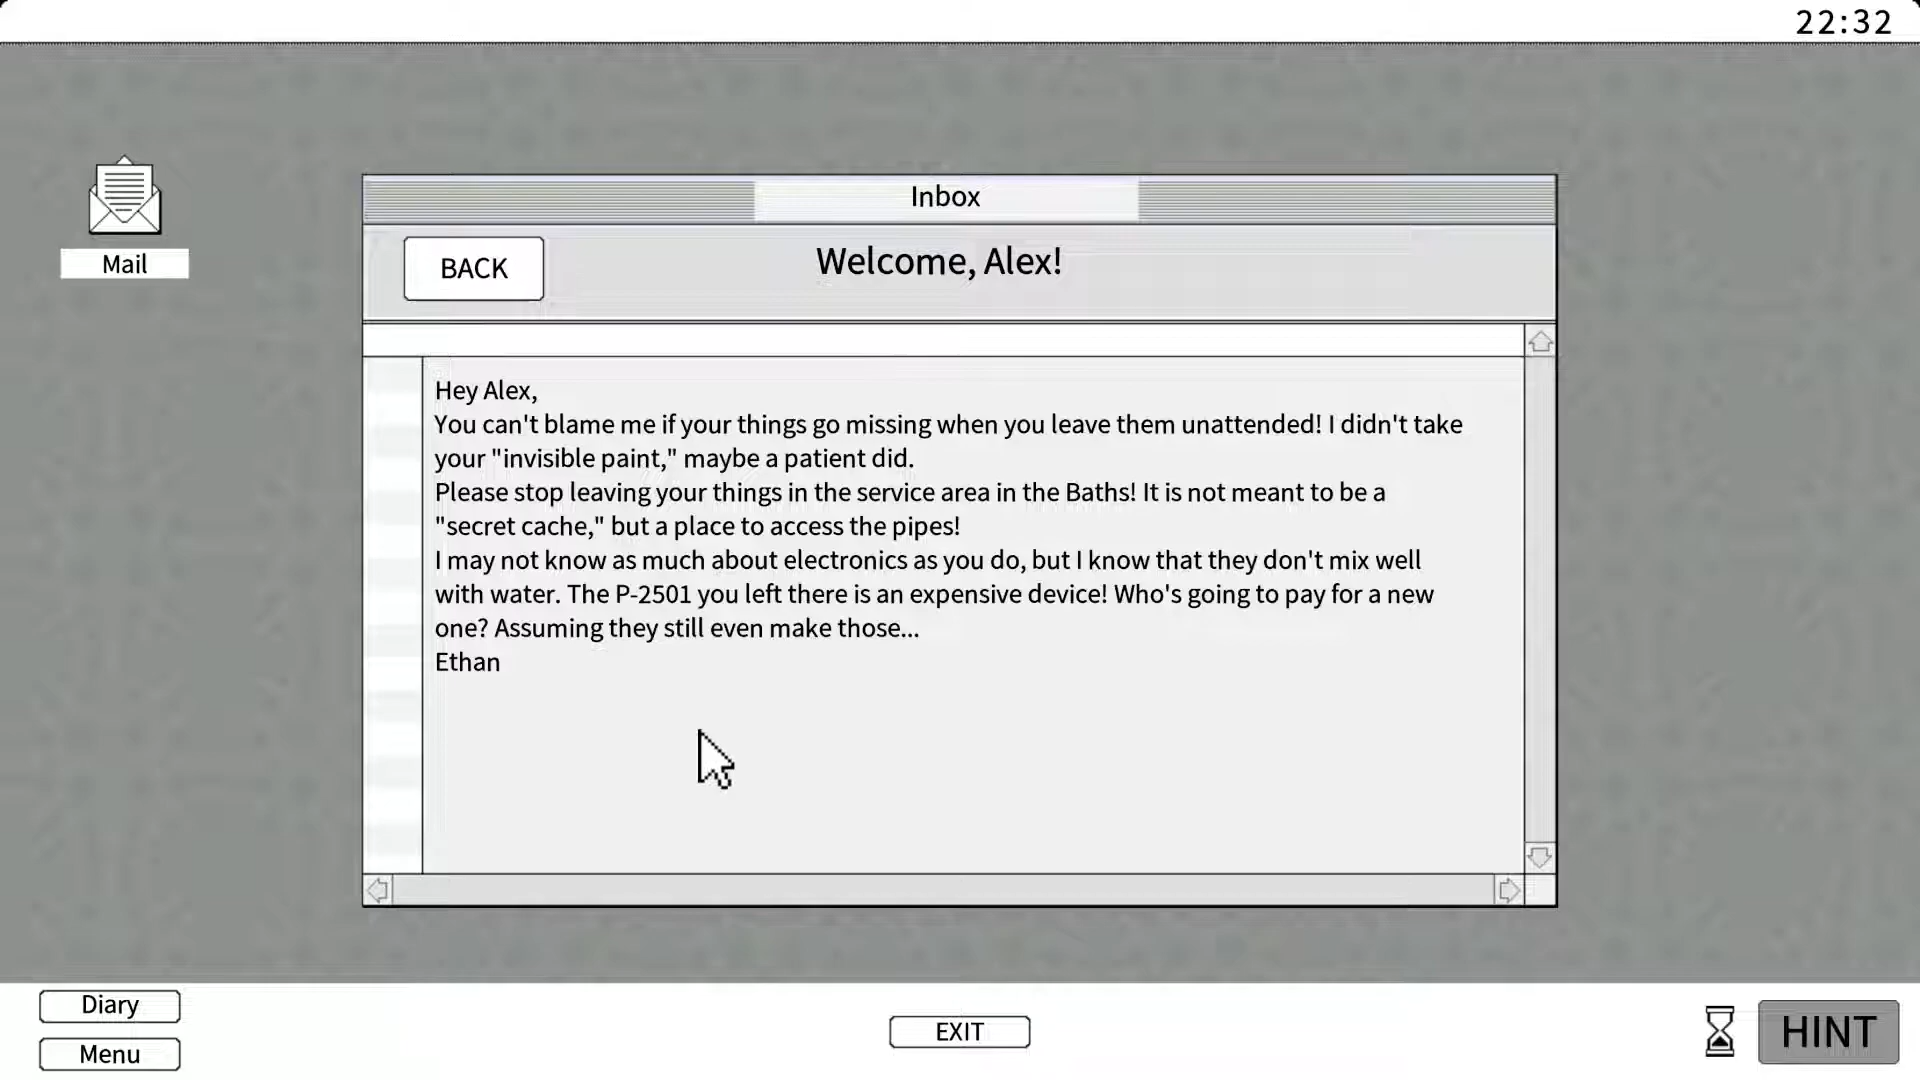 22:32
Mail
Inbox
BACK
Welcome, Alex!
Hey Alex,
You can't blame me if your things go missing when you leave them unattended! I didn't take
your "invisible paint," maybe a patient did.
Please stop leaving your things in the service area in the Baths! It is not meant to be a
"secret cache," but a place to access the pipes!
I may not know as much about electronics as you do, but I know that they don't mix well
with water. The P-2501 you left there is an expensive device! Who's going to pay for a new
one? Assuming they still even make those...
Ethan
Diary
Menu
EXIT
HINT